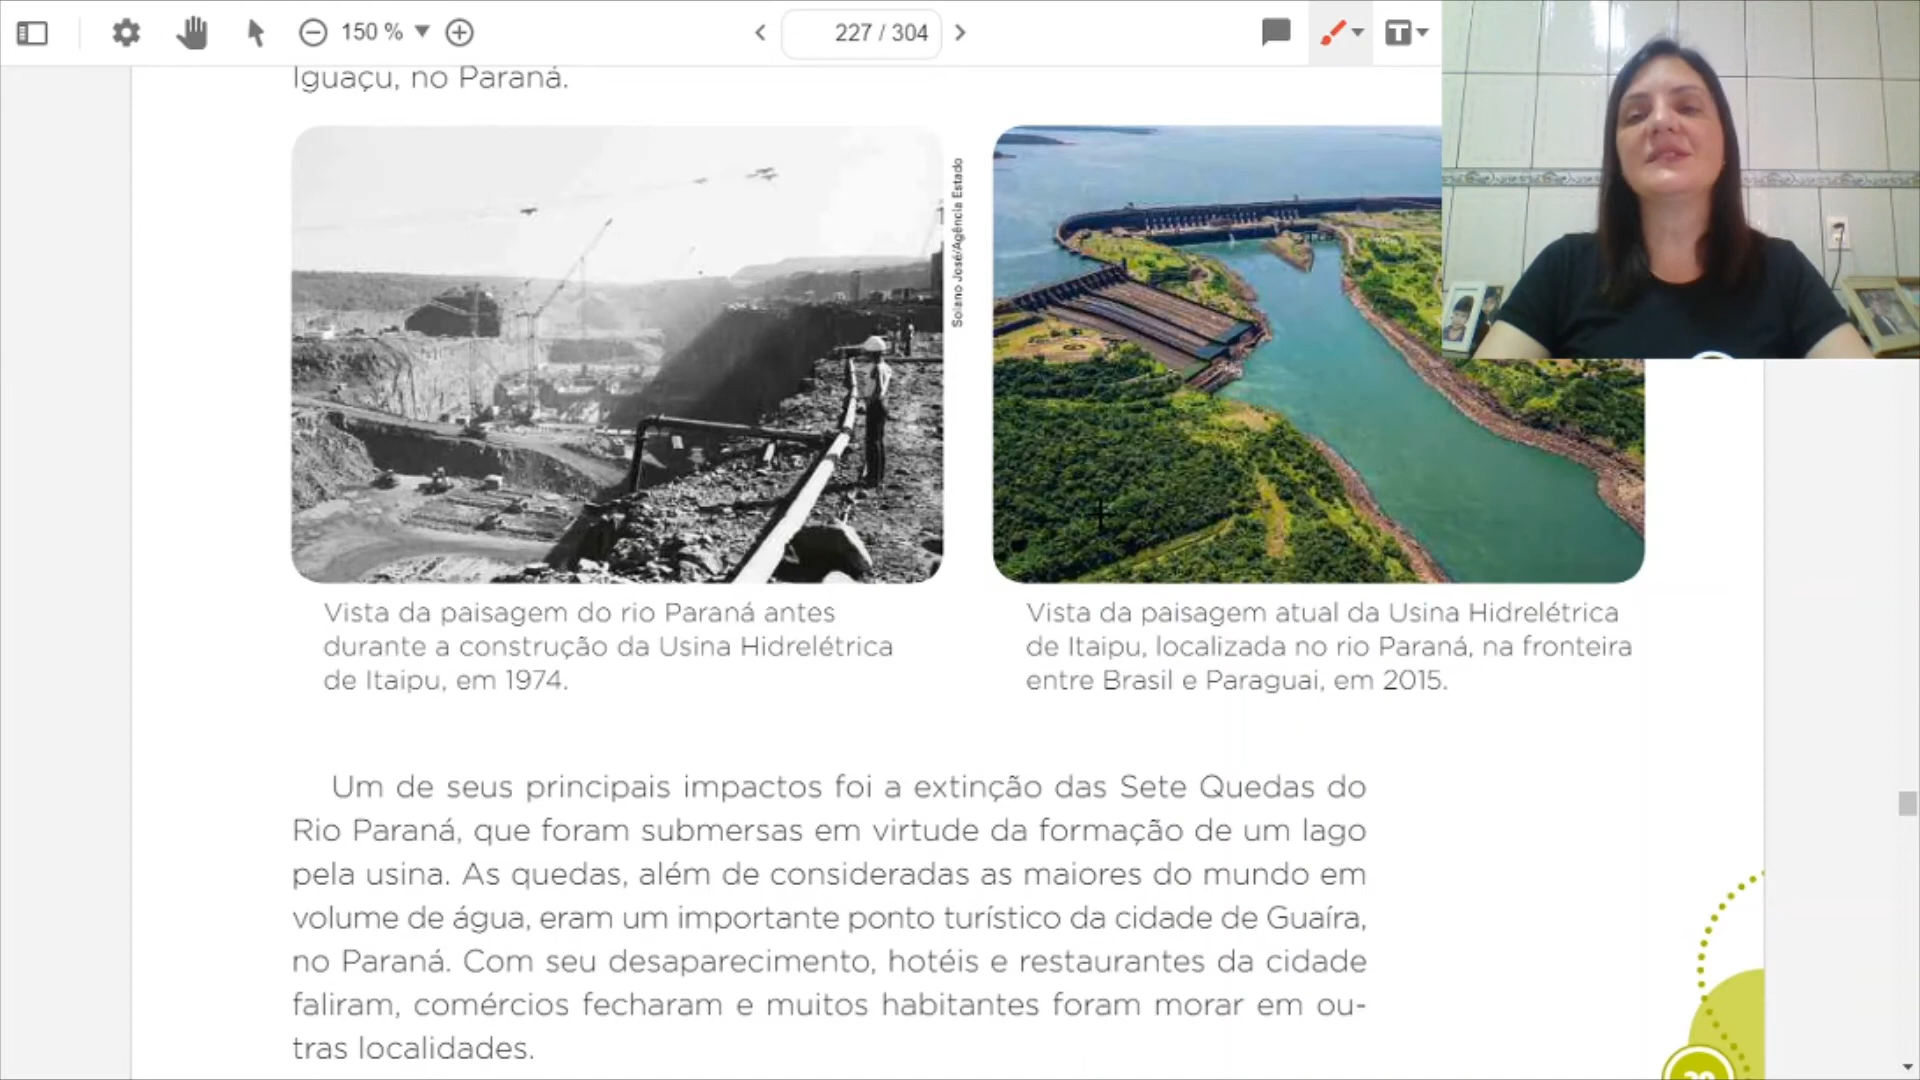 150 %
227 / 304
Iguaçu, no Paraná.
Solano José/Agência Estado
Vista da paisagem do rio Paraná antes
durante a construção da Usina Hidrelétrica
de Itaipu, em 1974.
Vista da paisagem atual da Usina Hidrelétrica
de Itaipu, localizada no rio Paraná, na fronteira
entre Brasil e Paraguai, em 2015.
Um de seus principais impactos foi a extinção das Sete Quedas do
Rio Paraná, que foram submersas em virtude da formação de um lago
pela usina. As quedas, além de consideradas as maiores do mundo em
volume de água, eram um importante ponto turístico da cidade de Guaíra,
no Paraná. Com seu desaparecimento, hotéis e restaurantes da cidade
faliram, comércios fecharam e muitos habitantes foram morar em ou-
tras localidades.